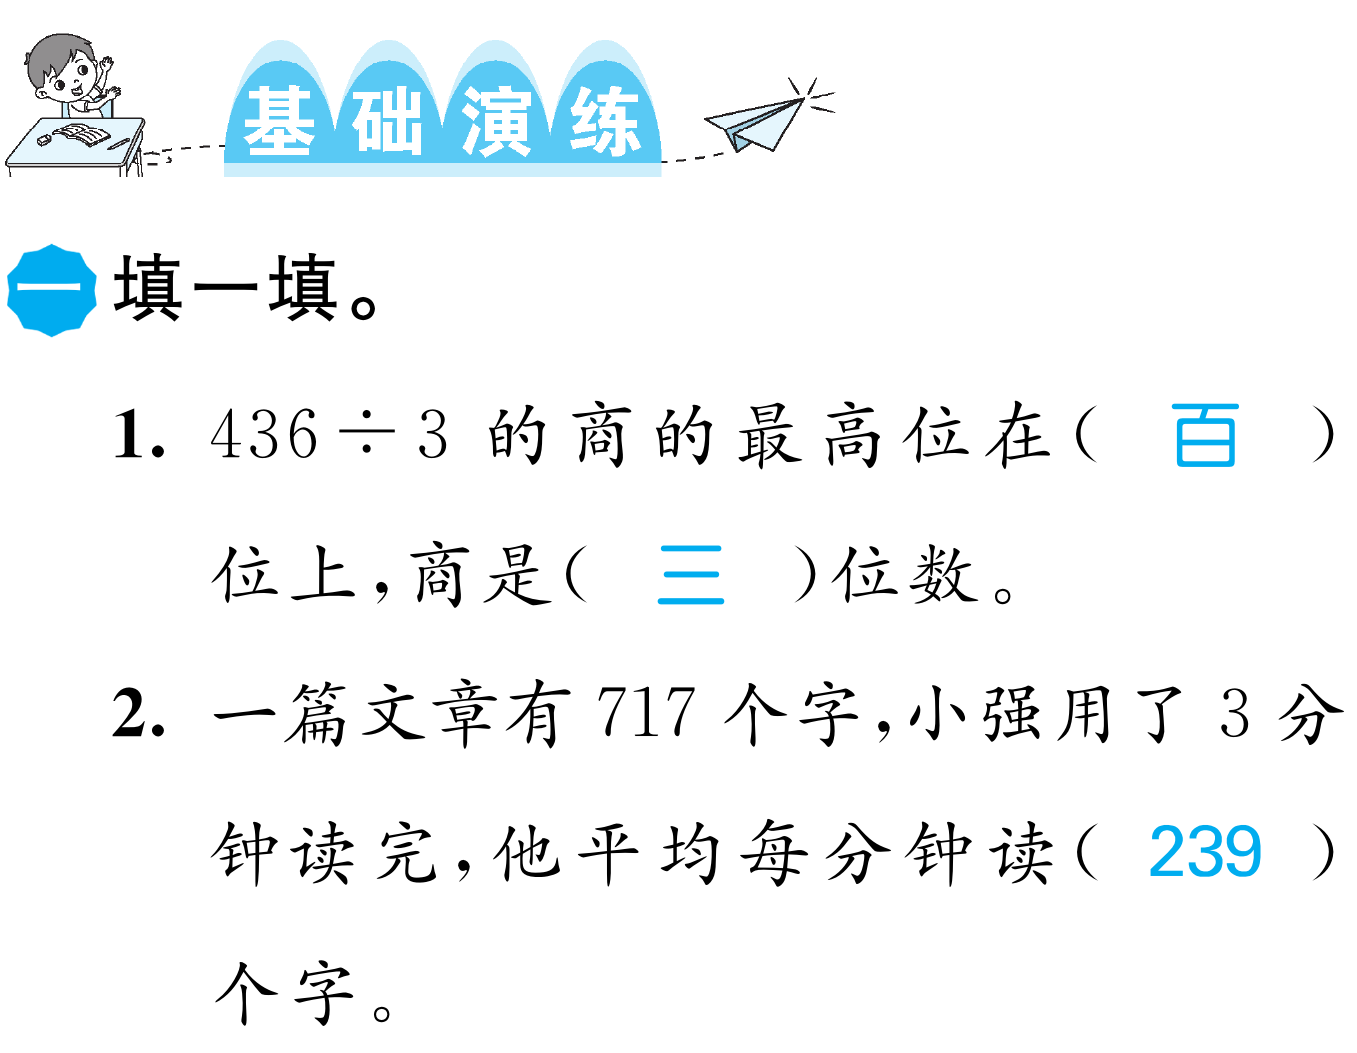 基础演练
一 填一填。
1. 436÷3 的商的最高位在( 百 )
位上,商是( 三 )位数。
2. 一篇文章有 717 个字,小强用了 3 分
钟读完,他平均每分钟读( 239 )
个字。